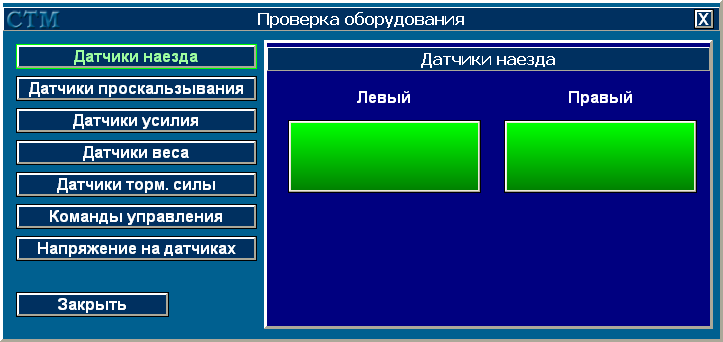 СТМ Проверка оборудования X
Датчики наезда
Датчики проскальзывания
Датчики усилия
Датчики веса
Датчики торм. силы
Команды управления
Напряжение на датчиках
Закрыть
Датчики наезда
Левый Правый